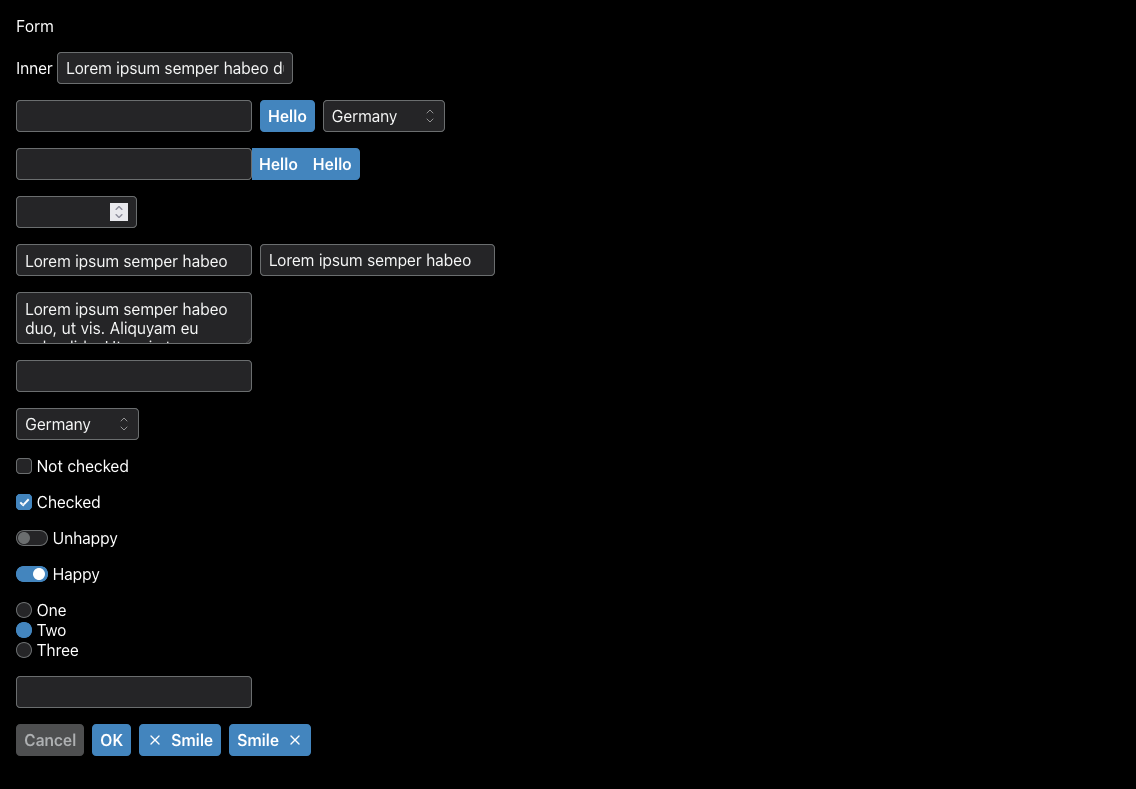 Form
Inner Lorem ipsum semper habeo d
Hello Germany
Hello Hello
Lorem ipsum semper habeo Lorem ipsum semper habeo
Lorem ipsum semper habeo
duo, ut vis. Aliquyam eu
Germany
Not checked
Checked
Unhappy
Happy
One
Two
Three
Cancel OK × Smile Smile ×